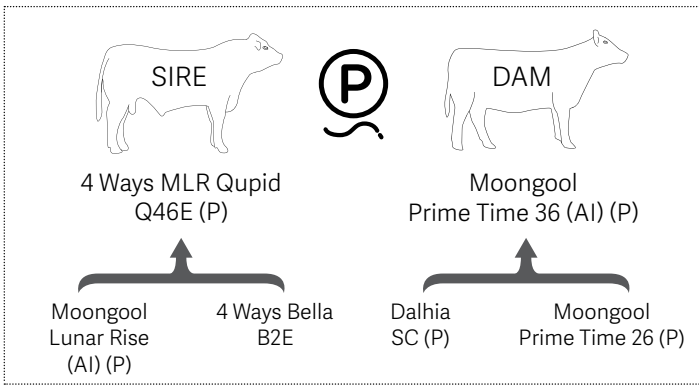 SIRE
P
DAM
4 Ways MLR Qupid
Q46E (P)
Moongool
Prime Time 36 (AI) (P)
Moongool
Lunar Rise
(AI) (P)
4 Ways Bella
B2E
Dalhia
SC (P)
Moongool
Prime Time 26 (P)